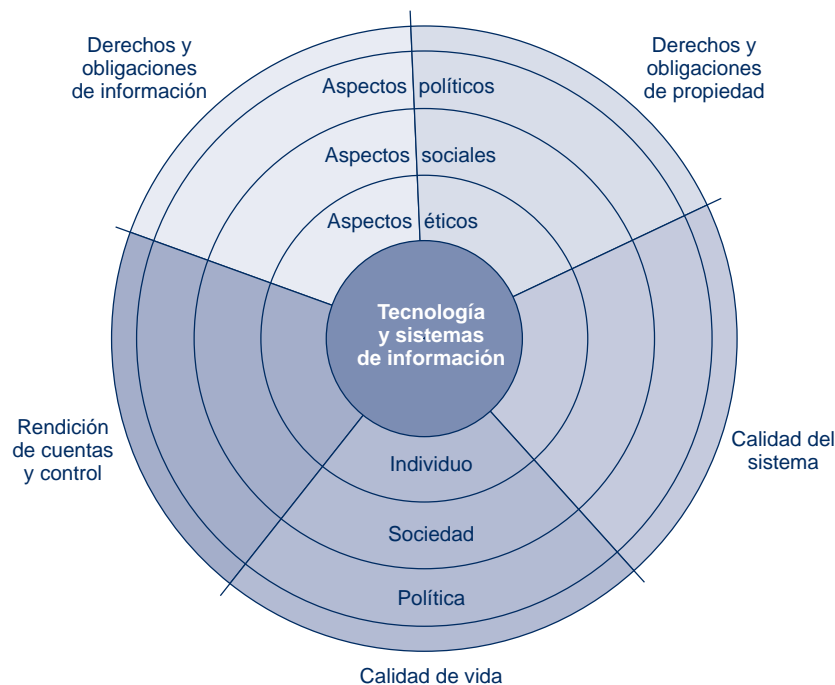 Derechos y
obligaciones
de información
Derechos y
obligaciones
de propiedad
Aspectos políticos
Aspectos sociales
Aspectos éticos
Tecnología
y sistemas
de información
Rendición
de cuentas
y control
Calidad del
sistema
Individuo
Sociedad
Política
Calidad de vida